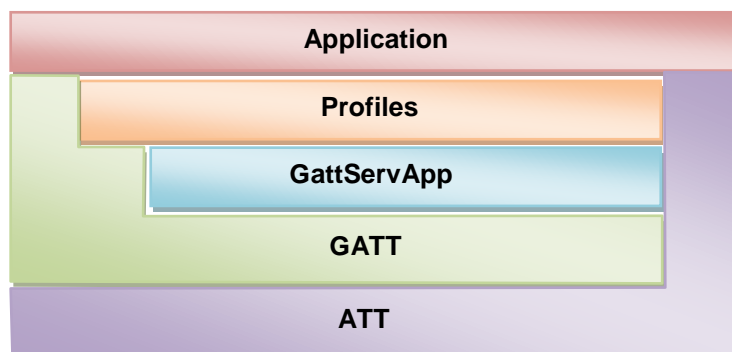 Application
Profiles
GattServApp
GATT
ATT